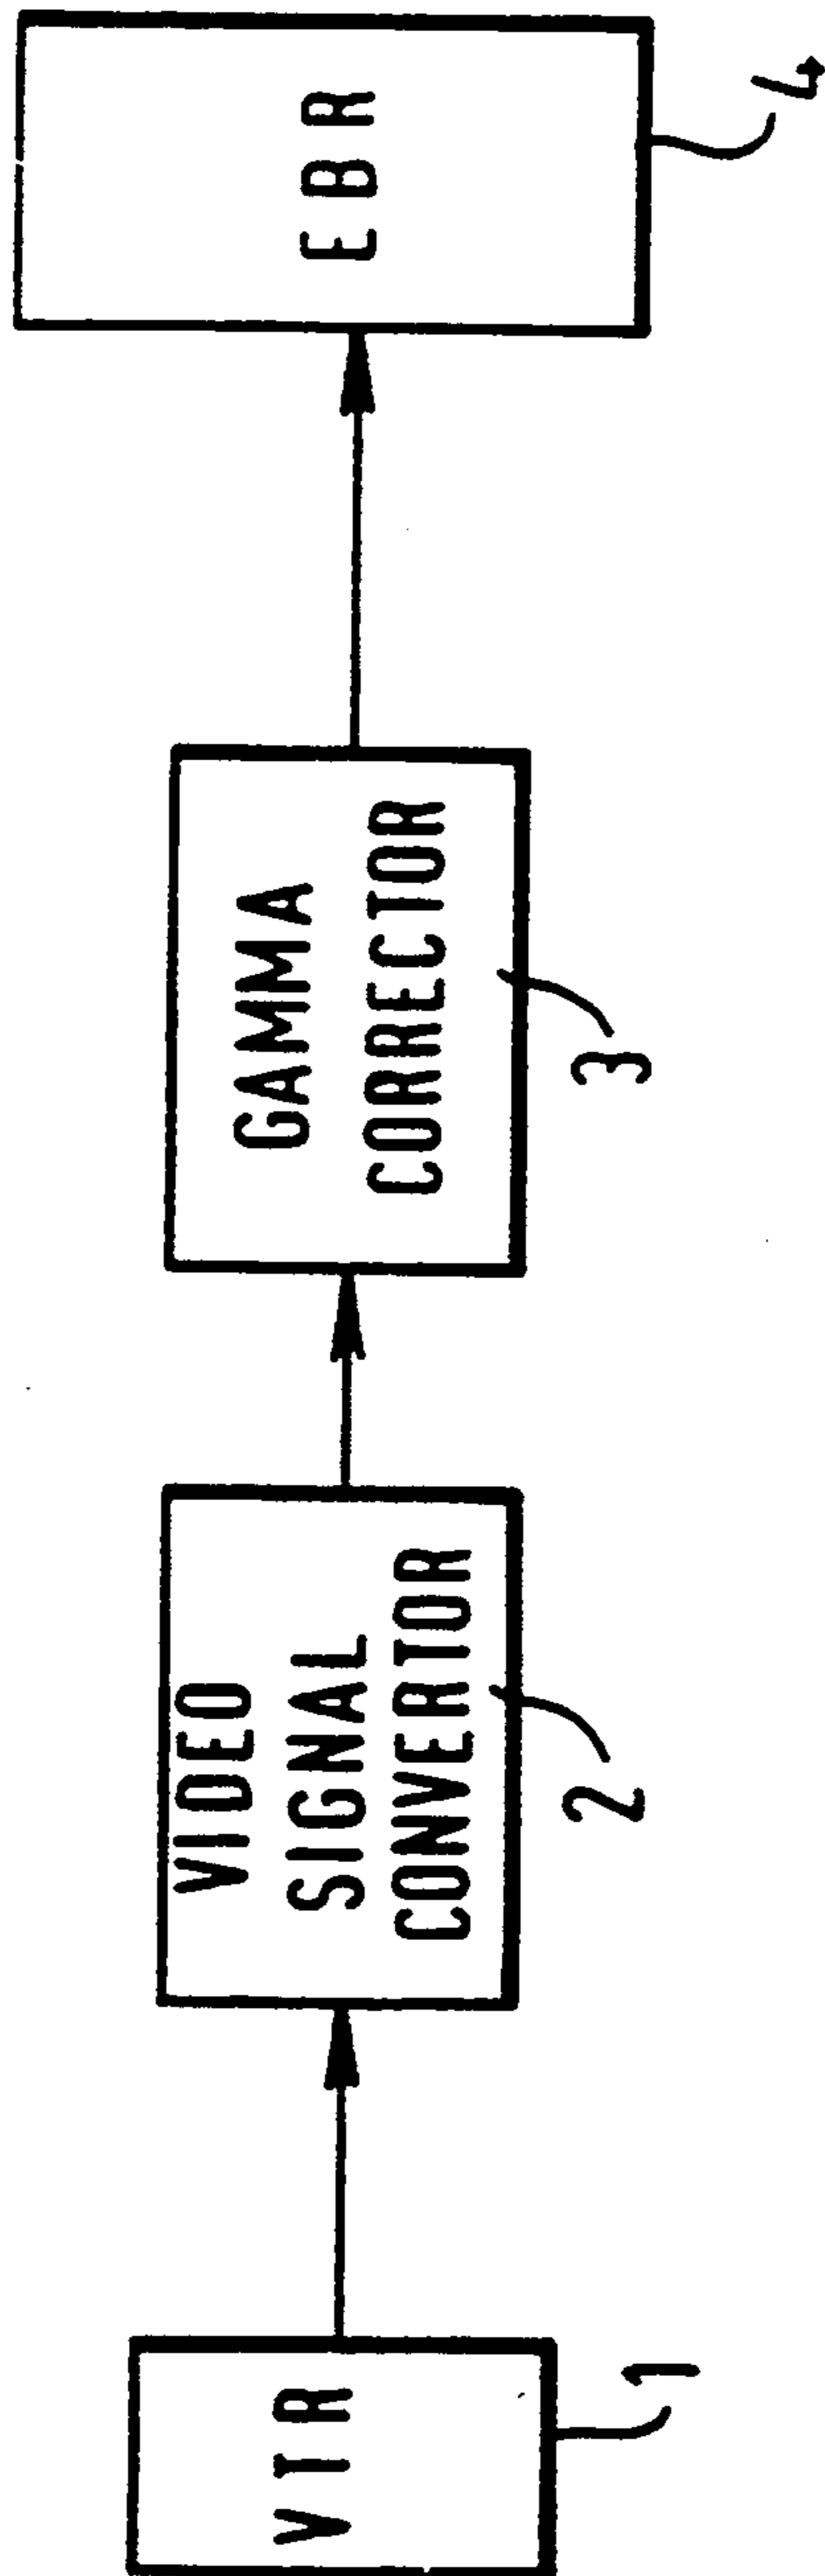 VTR
1
VIDEO
SIGNAL
CONVERTOR
2
GAMMA
CORRECTOR
3
EBR
4